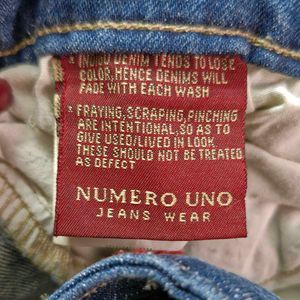 * INDIGO DENIM TENDS TO LOSE
COLOR,HENCE DENIMS WILL
FADE WITH EACH WASH
* FRAYING,SCRAPING,PINCHING
ARE INTENTIONAL,SO AS TO
GIVE USED/LIVED IN LOOK
THESE SHOULD NOT BE TREATED
AS DEFECT
NUMERO UNO
JEANS WEAR